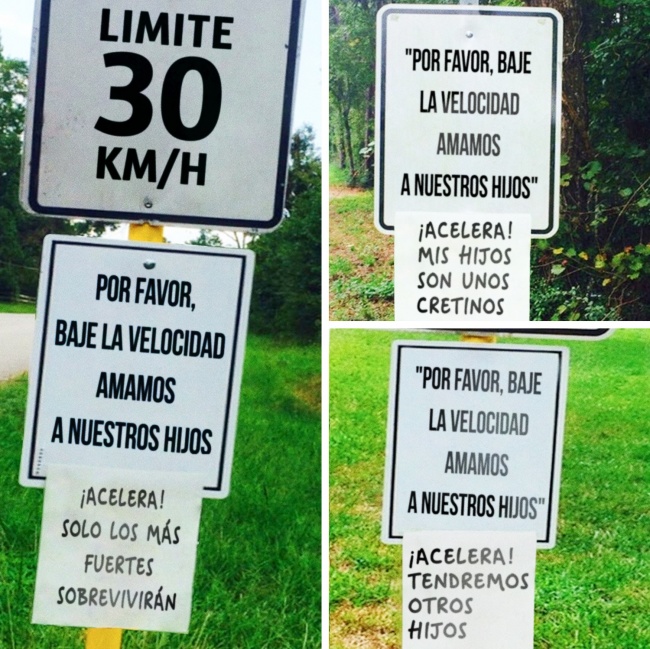 LIMITE
30
KM/H
POR FAVOR,
BAJE LA VELOCIDAD
AMAMOS
A NUESTROS HIJOS
¡ACELERA!
SOLO LOS MÁS
FUERTES
SOBREVIVIRÁN
"POR FAVOR, BAJE
LA VELOCIDAD
AMAMOS
A NUESTROS HIJOS"
¡ACELERA!
MIS HIJOS
SON UNOS
CRETINOS
"POR FAVOR, BAJE
LA VELOCIDAD
AMAMOS
A NUESTROS HIJOS"
¡ACELERA!
TENDREMOS
OTROS
HIJOS